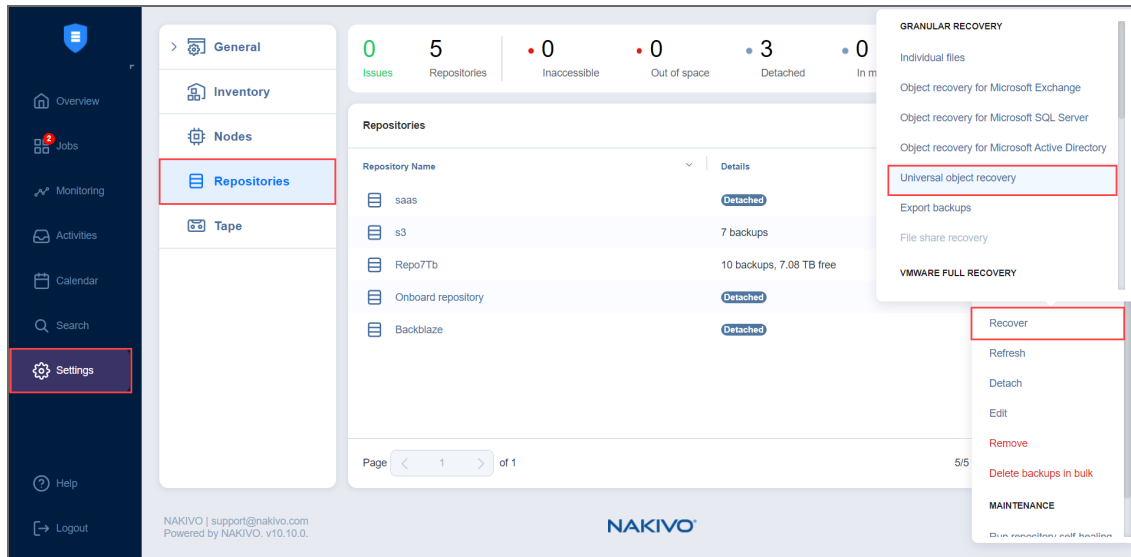 Overview
2
Jobs
Monitoring
Activities
Calendar
Search
Settings
Help
Logout
General
Inventory
Nodes
Repositories
Tape
0
Issues
5
Repositories
0
Inaccessible
0
Out of space
3
Detached
0
In m
Repositories
Repository Name
Details
saas
Detached
s3
7 backups
Repo7Tb
10 backups, 7.08 TB free
Onboard repository
Detached
Backblaze
Detached
Page
1
of 1
5/5
GRANULAR RECOVERY
Individual files
Object recovery for Microsoft Exchange
Object recovery for Microsoft SQL Server
Object recovery for Microsoft Active Directory
Universal object recovery
Export backups
File share recovery
VMWARE FULL RECOVERY
Recover
Refresh
Detach
Edit
Remove
Delete backups in bulk
MAINTENANCE
Run repository self healing
NAKIVO | support@nakivo.com
Powered by NAKIVO. v10.10.0.
NAKIVO®